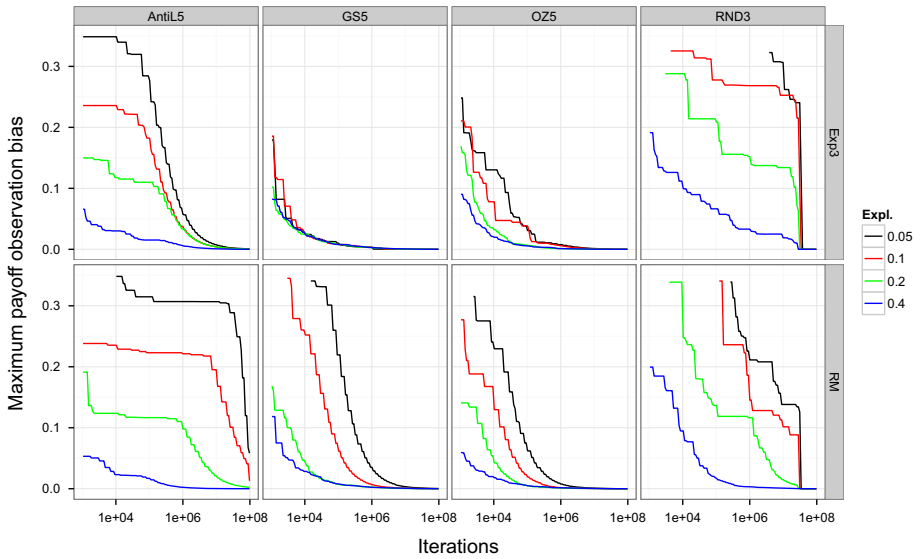 AntiL5 GS5 OZ5 RND3
Maximum payoff observation bias
0.3
0.2
0.1
0.0
Exp3
0.3
0.2
0.1
0.0
RM
Expl.
0.05
0.1
0.2
0.4
1e+04 1e+06 1e+08 1e+04 1e+06 1e+08 1e+04 1e+06 1e+08 1e+04 1e+06 1e+08
Iterations